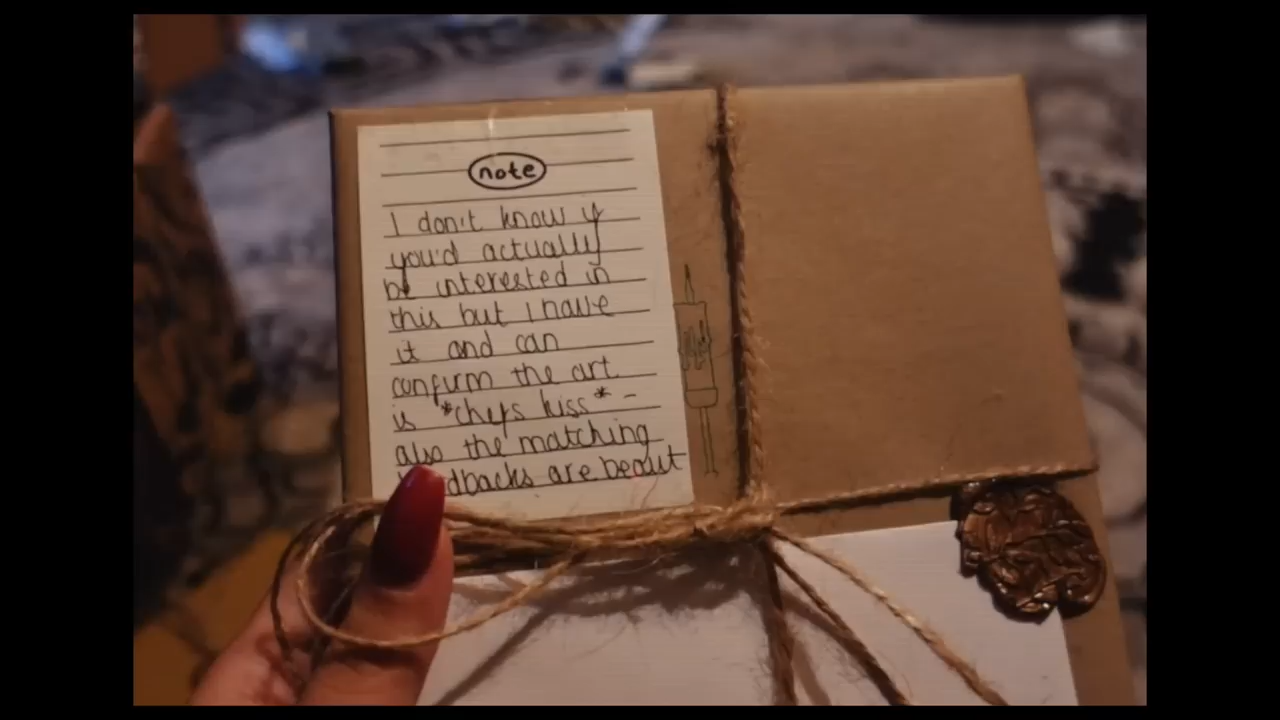 note
I don't know if
you'd actually
be interested in
this but I have
it and can
confirm the art
is *chefs kiss* -
also the matching
dbacks are beaut